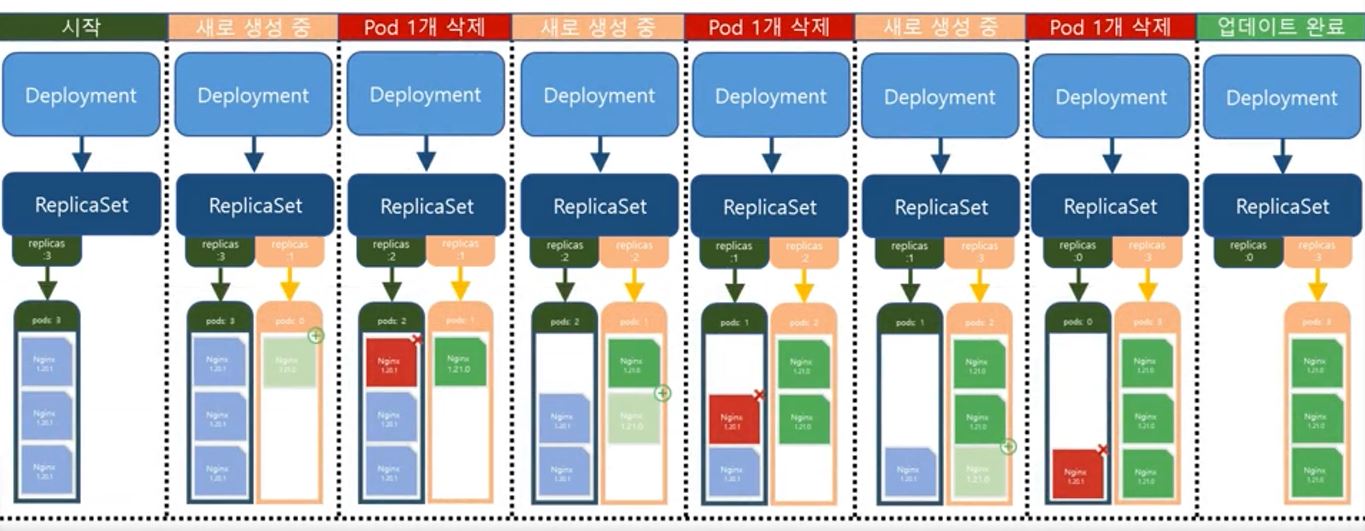 시작
새로 생성 중
Pod 1개 삭제
새로 생성 중
Pod 1개 삭제
새로 생성 중
Pod 1개 삭제
업데이트 완료
Deployment
Deployment
Deployment
Deployment
Deployment
Deployment
Deployment
Deployment
ReplicaSet
ReplicaSet
ReplicaSet
ReplicaSet
ReplicaSet
ReplicaSet
ReplicaSet
ReplicaSet
replicas
:3
replicas
:3
replicas
:1
replicas
:2
replicas
:1
replicas
:2
replicas
:2
replicas
:1
replicas
:2
replicas
:1
replicas
:3
replicas
:0
replicas
:3
replicas
:0
replicas
:3
pods: 3
pods: 3
pods: 0
pods: 2
pods: 1
pods: 2
pods: 1
pods: 1
pods: 2
pods: 1
pods: 2
pods: 0
pods: 3
pods: 3
Nginx
1.20.1
Nginx
1.20.1
Nginx
1.21.0
Nginx
1.20.1
Nginx
1.21.0
Nginx
1.21.0
Nginx
1.21.0
Nginx
1.21.0
Nginx
1.21.0
Nginx
1.21.0
Nginx
1.20.1
Nginx
1.20.1
Nginx
1.20.1
Nginx
1.20.1
Nginx
1.21.0
Nginx
1.20.1
Nginx
1.21.0
Nginx
1.21.0
Nginx
1.21.0
Nginx
1.21.0
Nginx
1.20.1
Nginx
1.20.1
Nginx
1.20.1
Nginx
1.20.1
Nginx
1.20.1
Nginx
1.20.1
Nginx
1.21.0
Nginx
1.20.1
Nginx
1.21.0
Nginx
1.21.0